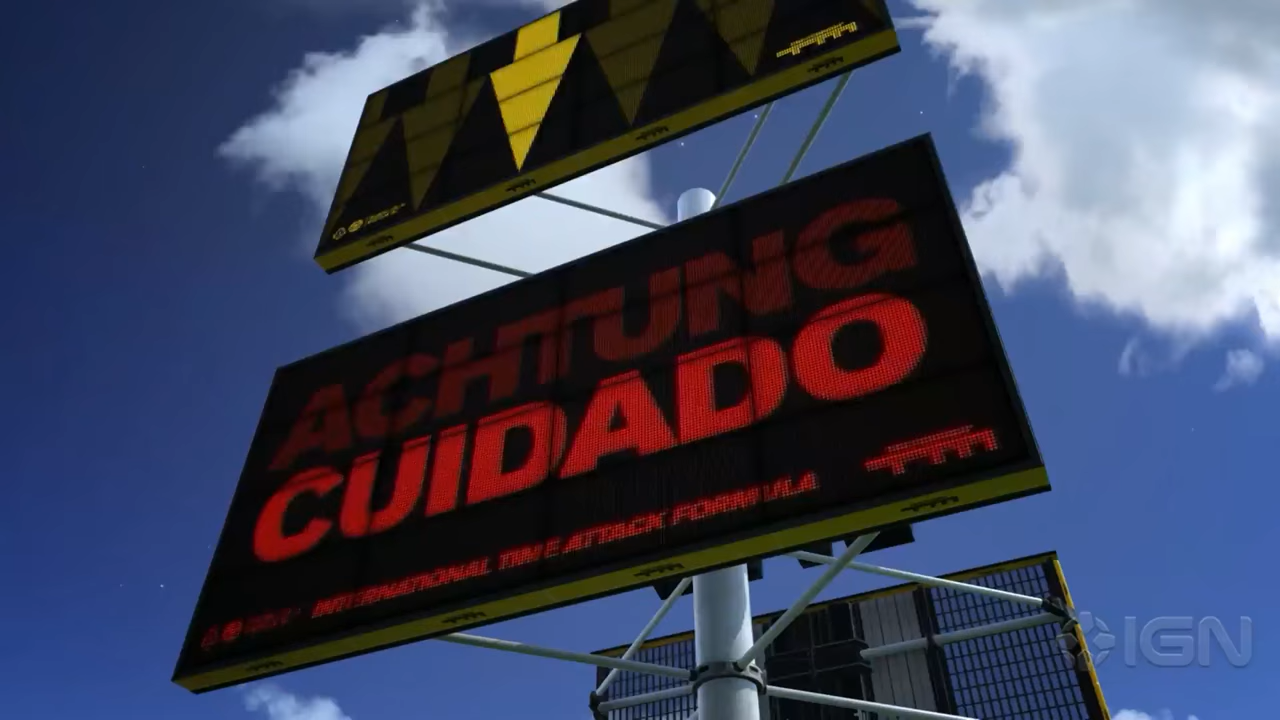 ACHTUNG
CUIDADO
INTERNATIONAL TIME ATTACK FORMULA
IGN